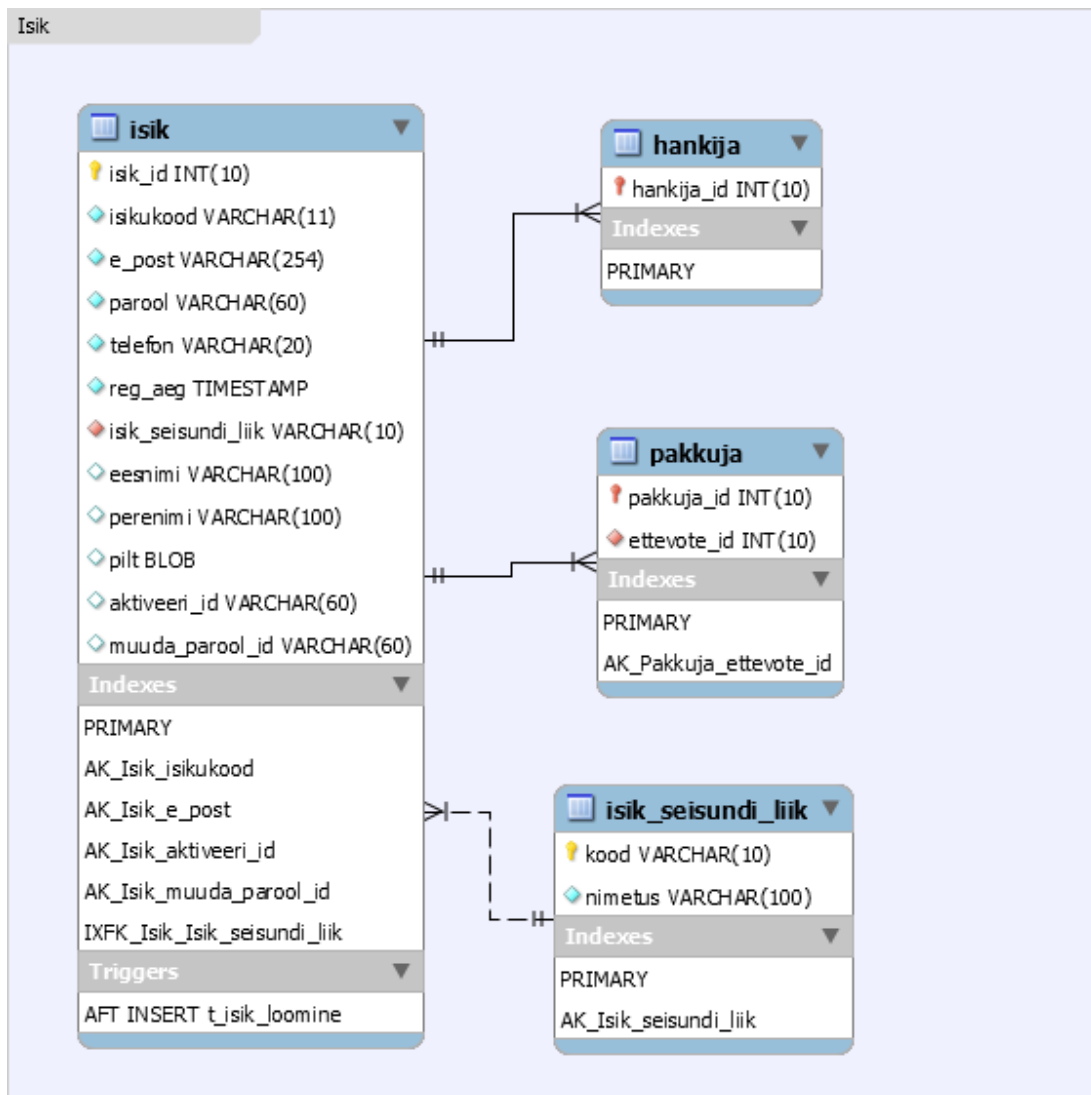 Isik
isik
isik_id INT(10)
isikukood VARCHAR(11)
e_post VARCHAR(254)
parool VARCHAR(60)
telefon VARCHAR(20)
reg_aeg TIMESTAMP
isik_seisundi_liik VARCHAR(10)
eesnimi VARCHAR(100)
perenimi VARCHAR(100)
pilt BLOB
aktiveeri_id VARCHAR(60)
muuda_parool_id VARCHAR(60)
Indexes
PRIMARY
AK_Isik_isikukood
AK_Isik_e_post
AK_Isik_aktiveeri_id
AK_Isik_muuda_parool_id
IXFK_Isik_Isik_seisundi_liik
Triggers
AFT INSERT t_isik_loomine
hankija
hankija_id INT(10)
Indexes
PRIMARY
pakkuja
pakkuja_id INT(10)
ettevote_id INT(10)
Indexes
PRIMARY
AK_Pakkuja_ettevote_id
isik_seisundi_liik
kood VARCHAR(10)
nimetus VARCHAR(100)
Indexes
PRIMARY
AK_Isik_seisundi_liik